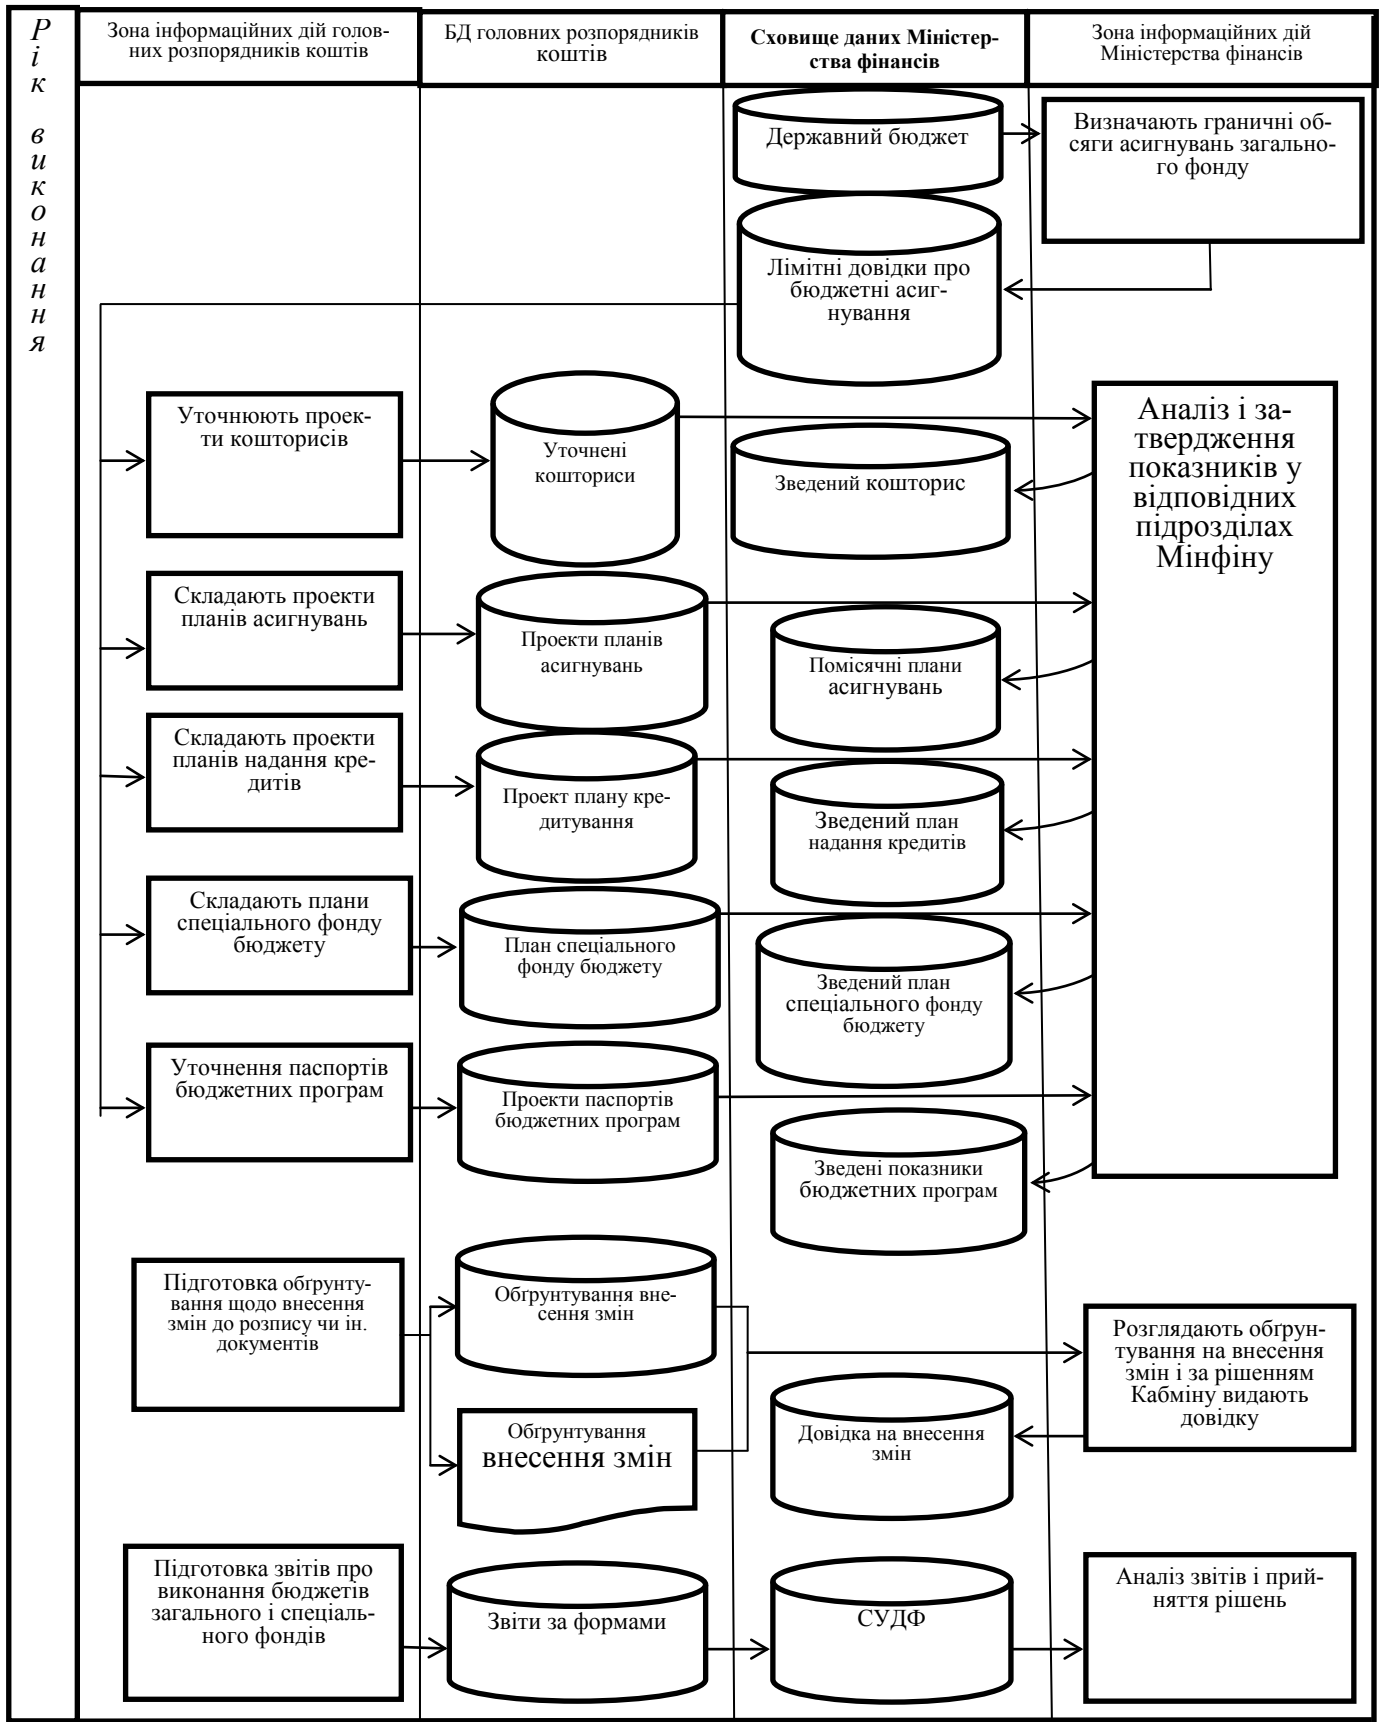 Рік виконання
Зона інформаційних дій голов-
них розпорядників коштів
БД головних розпорядників
коштів
Сховище даних Міністер-
ства фінансів
Зона інформаційних дій
Міністерства фінансів
Державний бюджет
Визначають граничні об-
сяги асигнувань загально-
го фонду
Лімітні довідки про
бюджетні асиг-
нування
Уточнюють проек-
ти кошторисів
Уточнені
кошториси
Зведений кошторис
Аналіз і за-
твердження
показників у
відповідних
підрозділах
Мінфіну
Складають проекти
планів асигнувань
Проекти планів
асигнувань
Помісячні плани
асигнувань
Складають проекти
планів надання кре-
дитів
Проект плану кре-
дитування
Зведений план
надання кредитів
Складають плани
спеціального фонду
бюджету
План спеціального
фонду бюджету
Зведений план
спеціального фонду
бюджету
Уточнення паспортів
бюджетних програм
Проекти паспортів
бюджетних програм
Зведені показники
бюджетних програм
Підготовка обґрунту-
вання щодо внесення
змін до розпису чи ін.
документів
Обґрунтування вне-
сення змін
Обґрунтування
внесення змін
Розглядають обґрун-
тування на внесення
змін і за рішенням
Кабміну видають
довідку
Довідка на внесення
змін
Підготовка звітів про
виконання бюджетів
загального і спеціаль-
ного фондів
Звіти за формами
СУДФ
Аналіз звітів і прий-
няття рішень